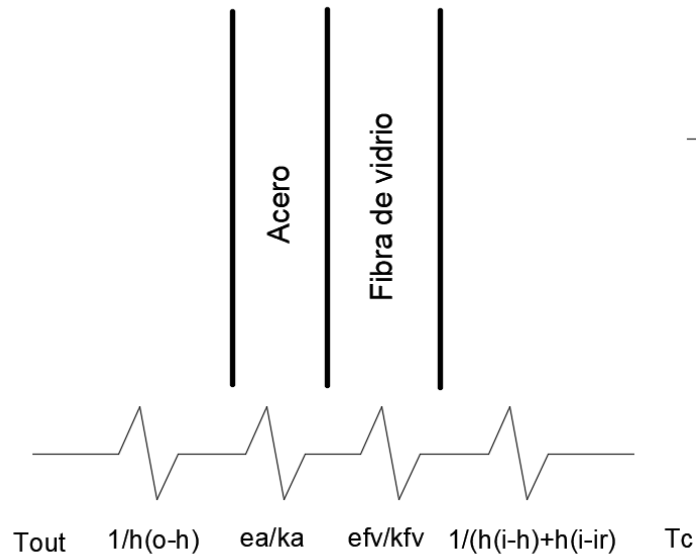 Acero
Fibra de vidrio
Tout 1/h(o-h) ea/ka efv/kfv 1/(h(i-h)+h(i-ir) Tc